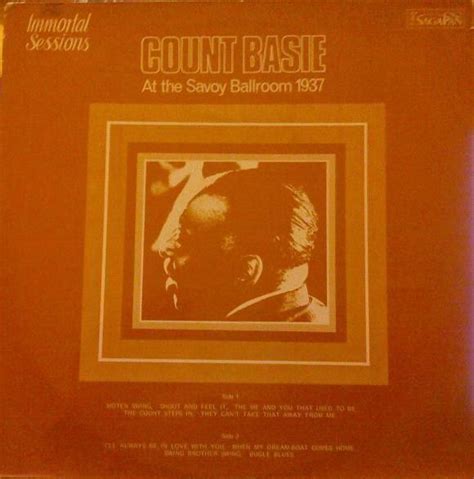 Immortal
Sessions
SAGAPAN
COUNT BASIE
At the Savoy Ballroom 1937
Side 1
MOTEN SWING, SHOUT AND FEEL IT, THE ME AND YOU THAT USED TO BE
THE COUNT STEPS IN, THEY CAN'T TAKE THAT AWAY FROM ME
Side 2
I'LL ALWAYS BE IN LOVE WITH YOU - WHEN MY DREAM BOAT COMES HOME
SWING BROTHER SWING, BUGLE BLUES